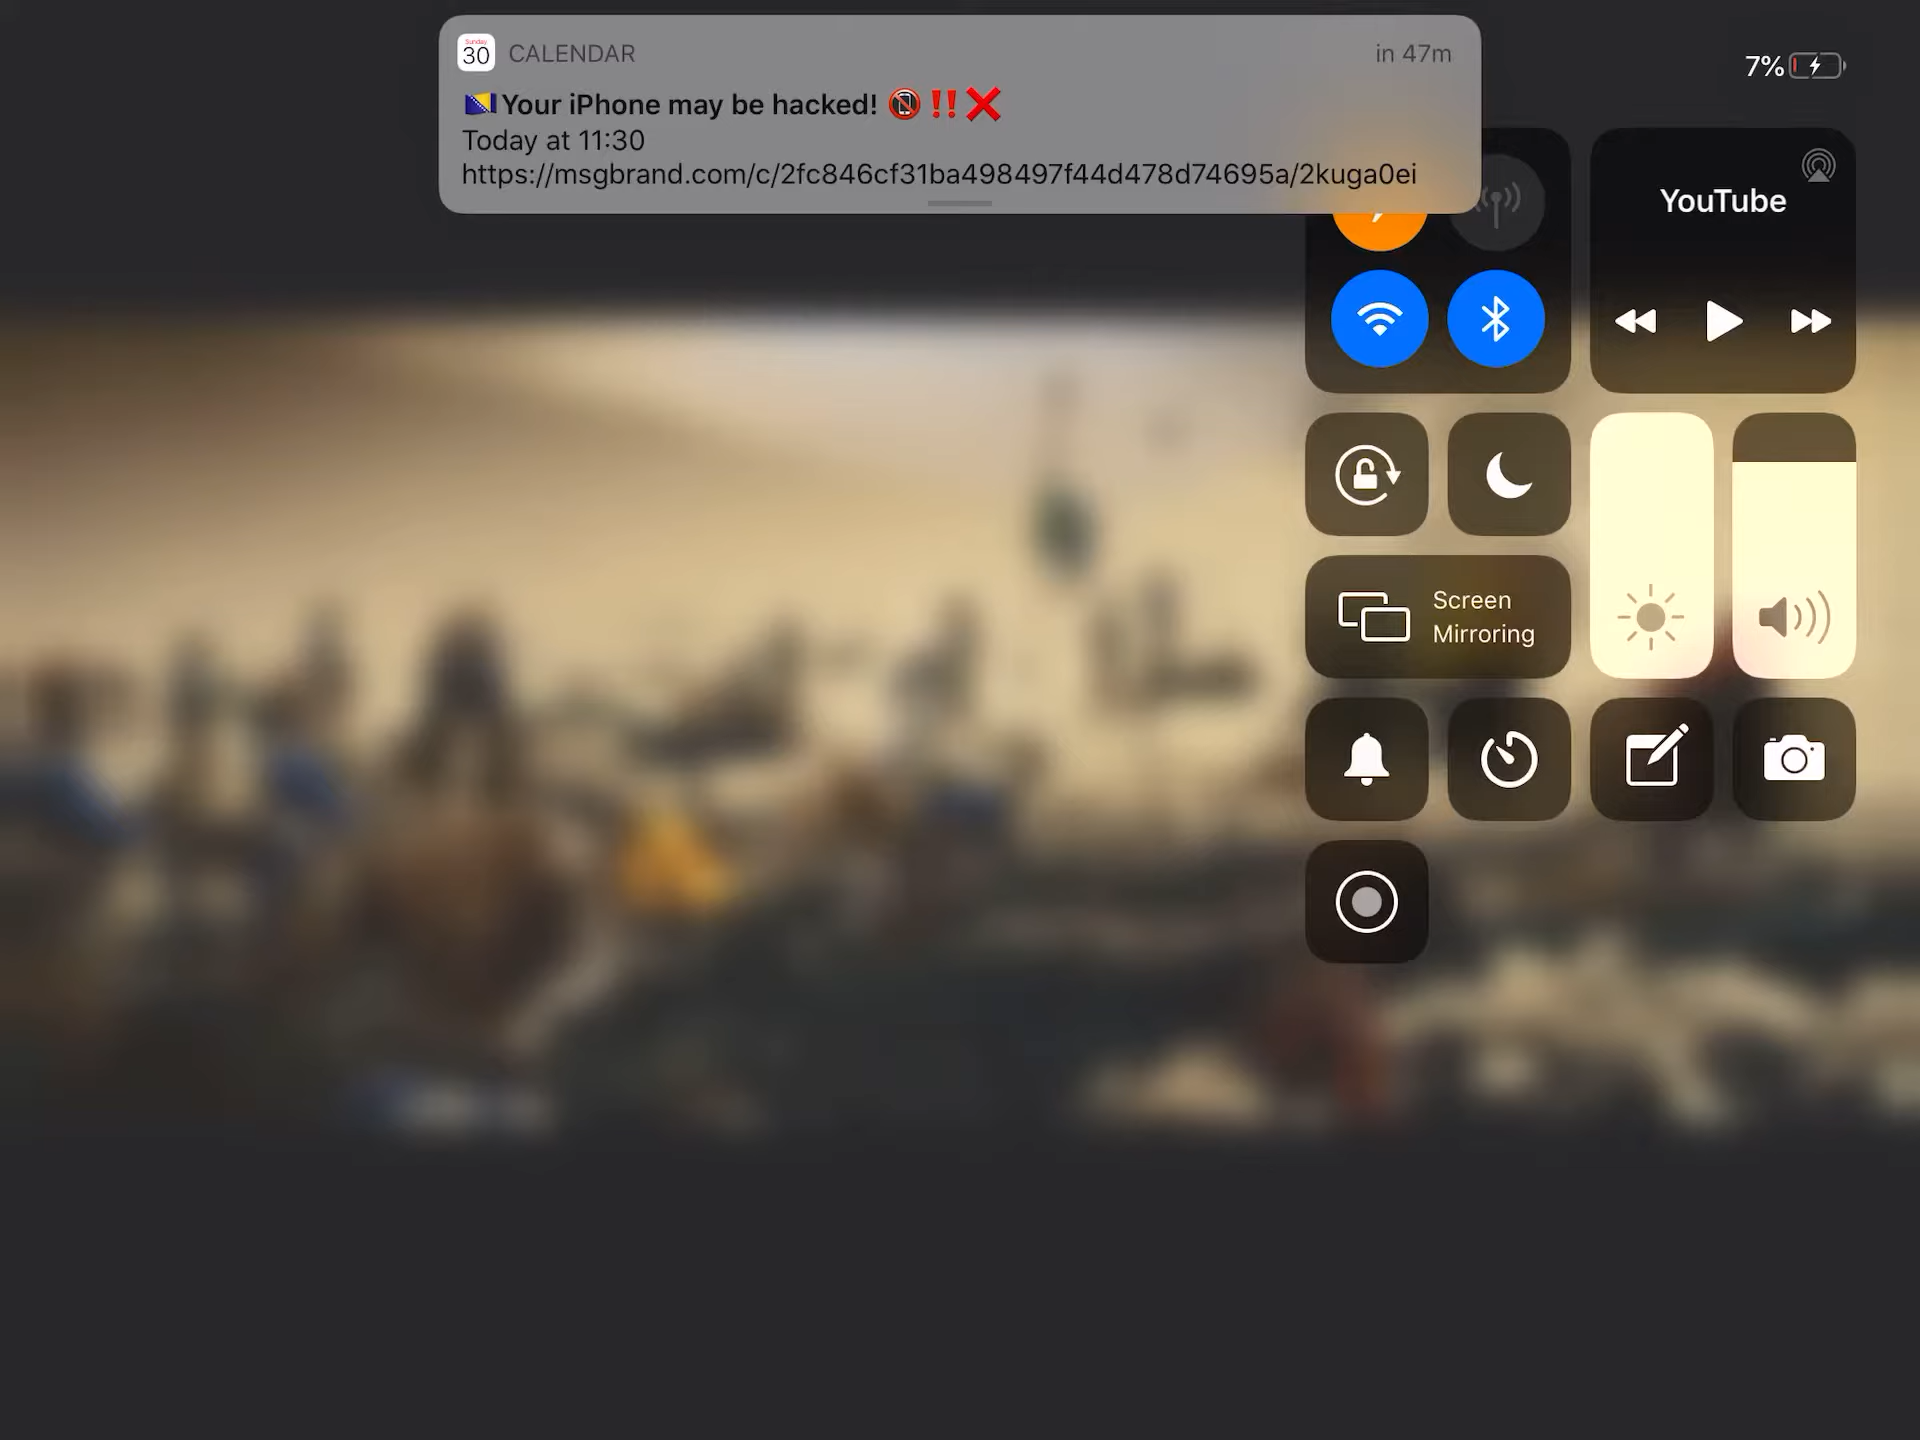 Sunday
30 CALENDAR in 47m
Your iPhone may be hacked! ‼️❌
Today at 11:30
https://msgbrand.com/c/2fc846cf31ba498497f44d478d74695a/2kuga0ei
7%
YouTube
Screen
Mirroring